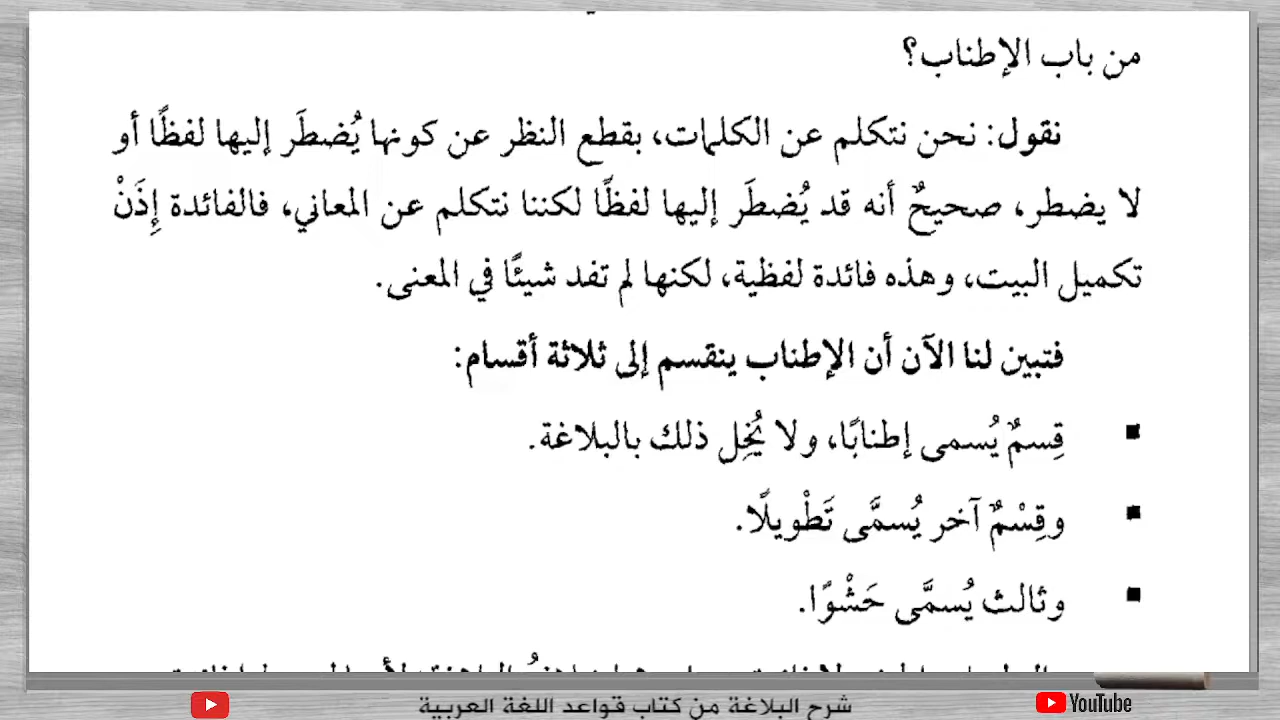 من باب الإطناب؟
نقول: نحن نتكلم عن الكلمات، بقطع النظر عن كونها يُضطَر إليها لفظًا أو
لا يضطر، صحيحٌ أنه قد يُضطَر إليها لفظًا لكننا نتكلم عن المعاني، فالفائدة إِذَنْ
تكميل البيت، وهذه فائدة لفظية، لكنها لم تفد شيئًا في المعنى.
فتبين لنا الآن أن الإطناب ينقسم إلى ثلاثة أقسام:
▪ قِسمٌ يُسمى إطنابًا، ولا يُخِل ذلك بالبلاغة.
▪ وقِسْمٌ آخر يُسمَّى تَطْويلًا.
▪ وثالث يُسمَّى حَشْوًا.
شرح البلاغة من كتاب قواعد اللغة العربية
YouTube